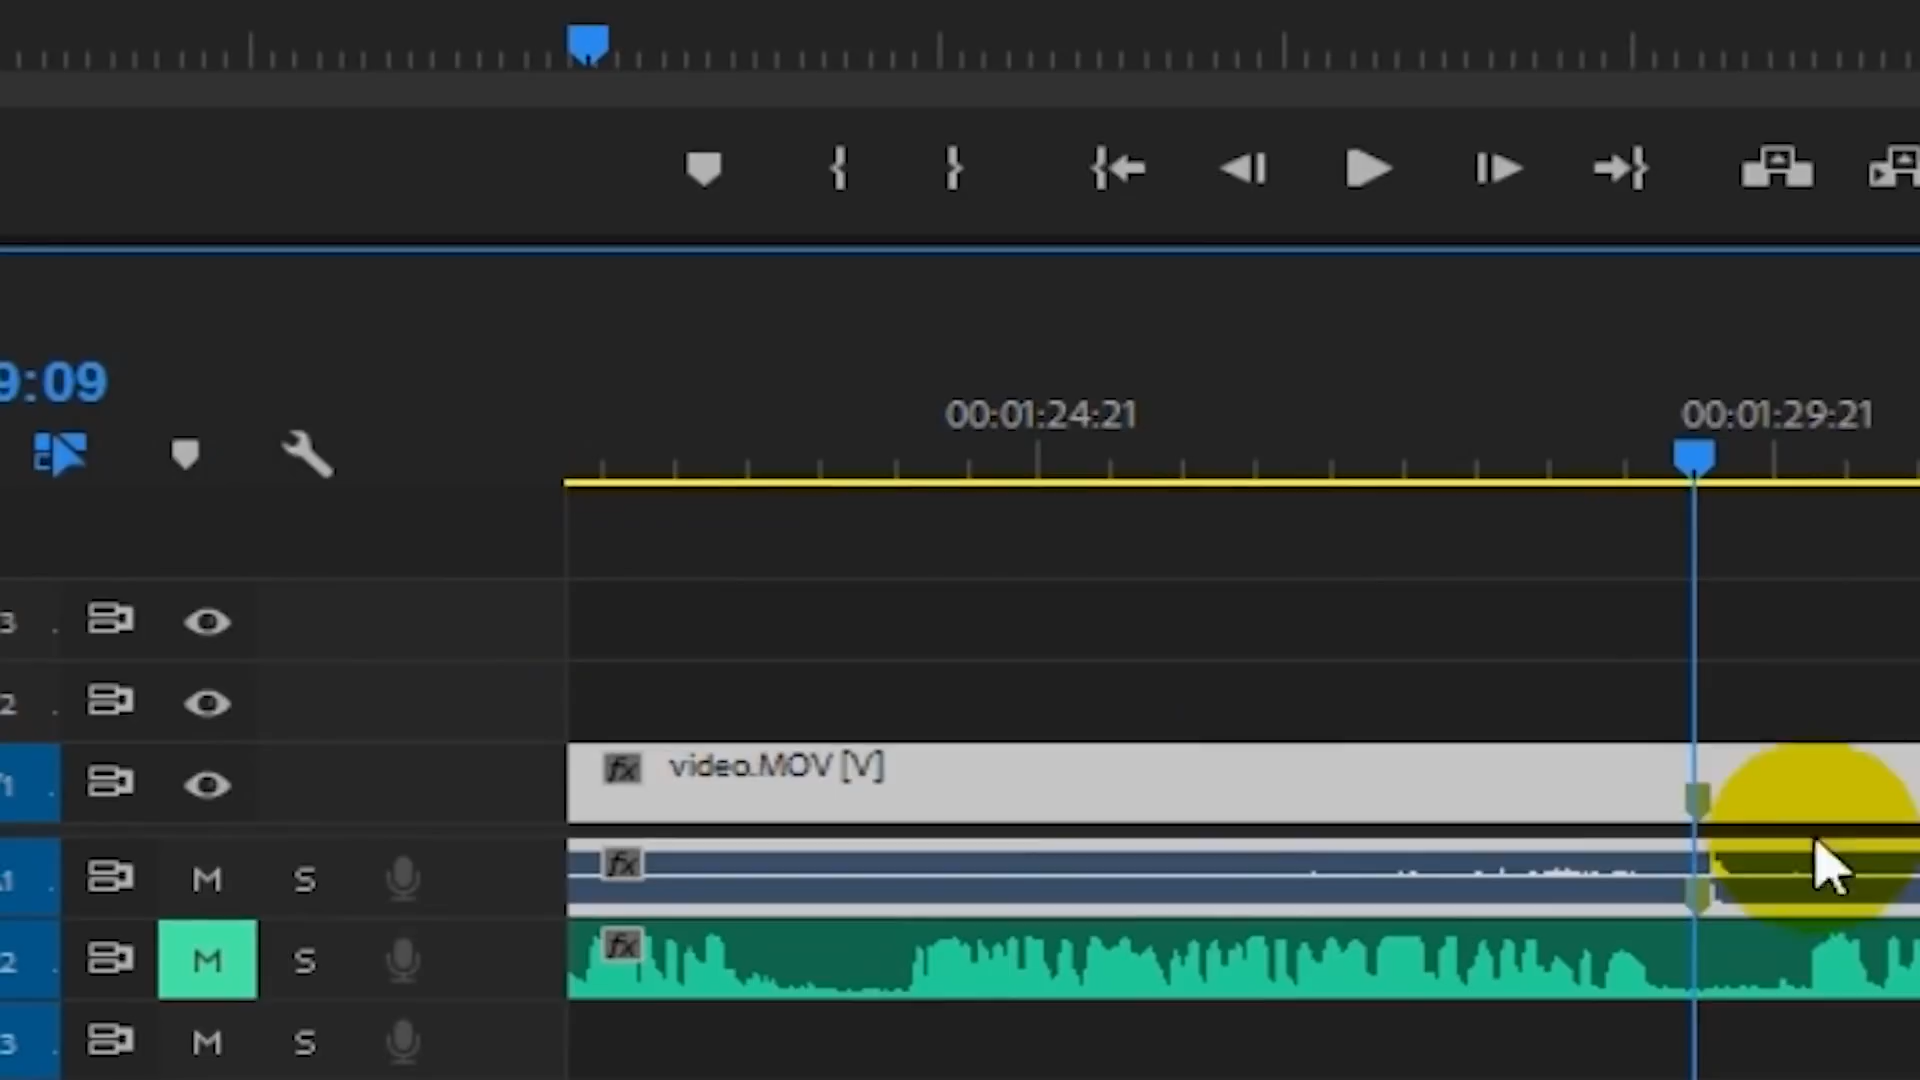 9:09
00:01:24:21 00:01:29:21
3
2
fx video.MOV [V]
1
fx
1 M S
fx
2 M S
3 M S